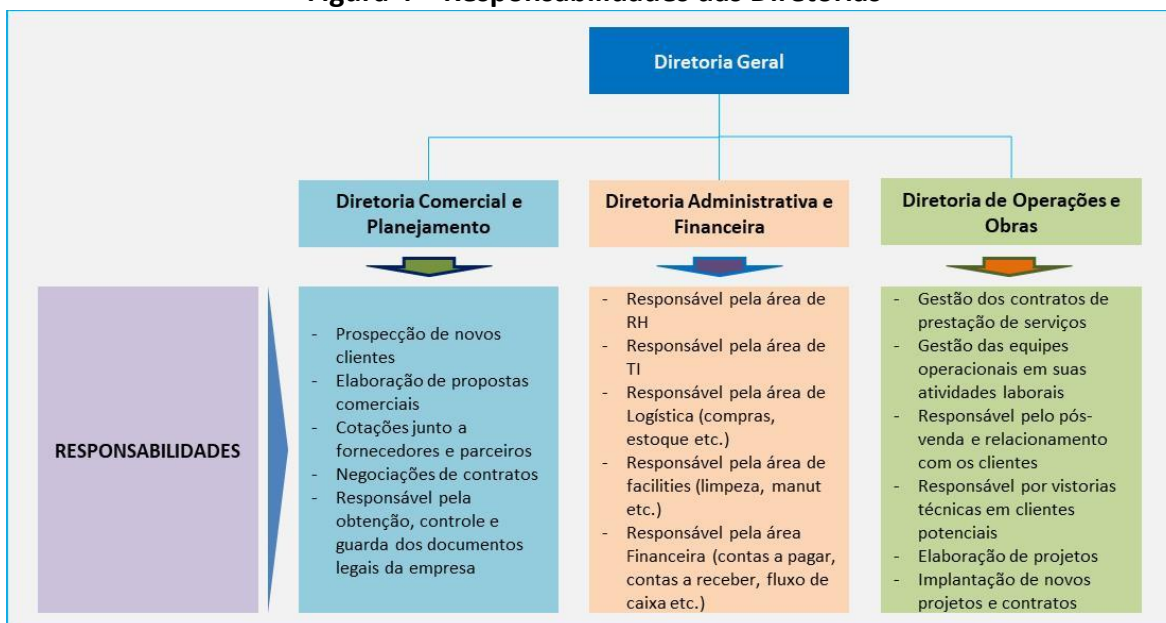 Diretoria Geral
Diretoria Comercial e
Planejamento
Diretoria Administrativa e
Financeira
Diretoria de Operações e
Obras
RESPONSABILIDADES
- Prospecção de novos
clientes
- Elaboração de propostas
comerciais
- Cotações junto a
fornecedores e parceiros
- Negociações de contratos
- Responsável pela
obtenção, controle e
guarda dos documentos
legais da empresa
- Responsável pela área de
RH
- Responsável pela área de
TI
- Responsável pela área de
Logística (compras,
estoque etc.)
- Responsável pela área de
facilities (limpeza, manut
etc.)
- Responsável pela área
Financeira (contas a pagar,
contas a receber, fluxo de
caixa etc.)
- Gestão dos contratos de
prestação de serviços
- Gestão das equipes
operacionais em suas
atividades laborais
- Responsável pelo pós-
venda e relacionamento
com os clientes
- Responsável por vistorias
técnicas em clientes
potenciais
- Elaboração de projetos
- Implantação de novos
projetos e contratos